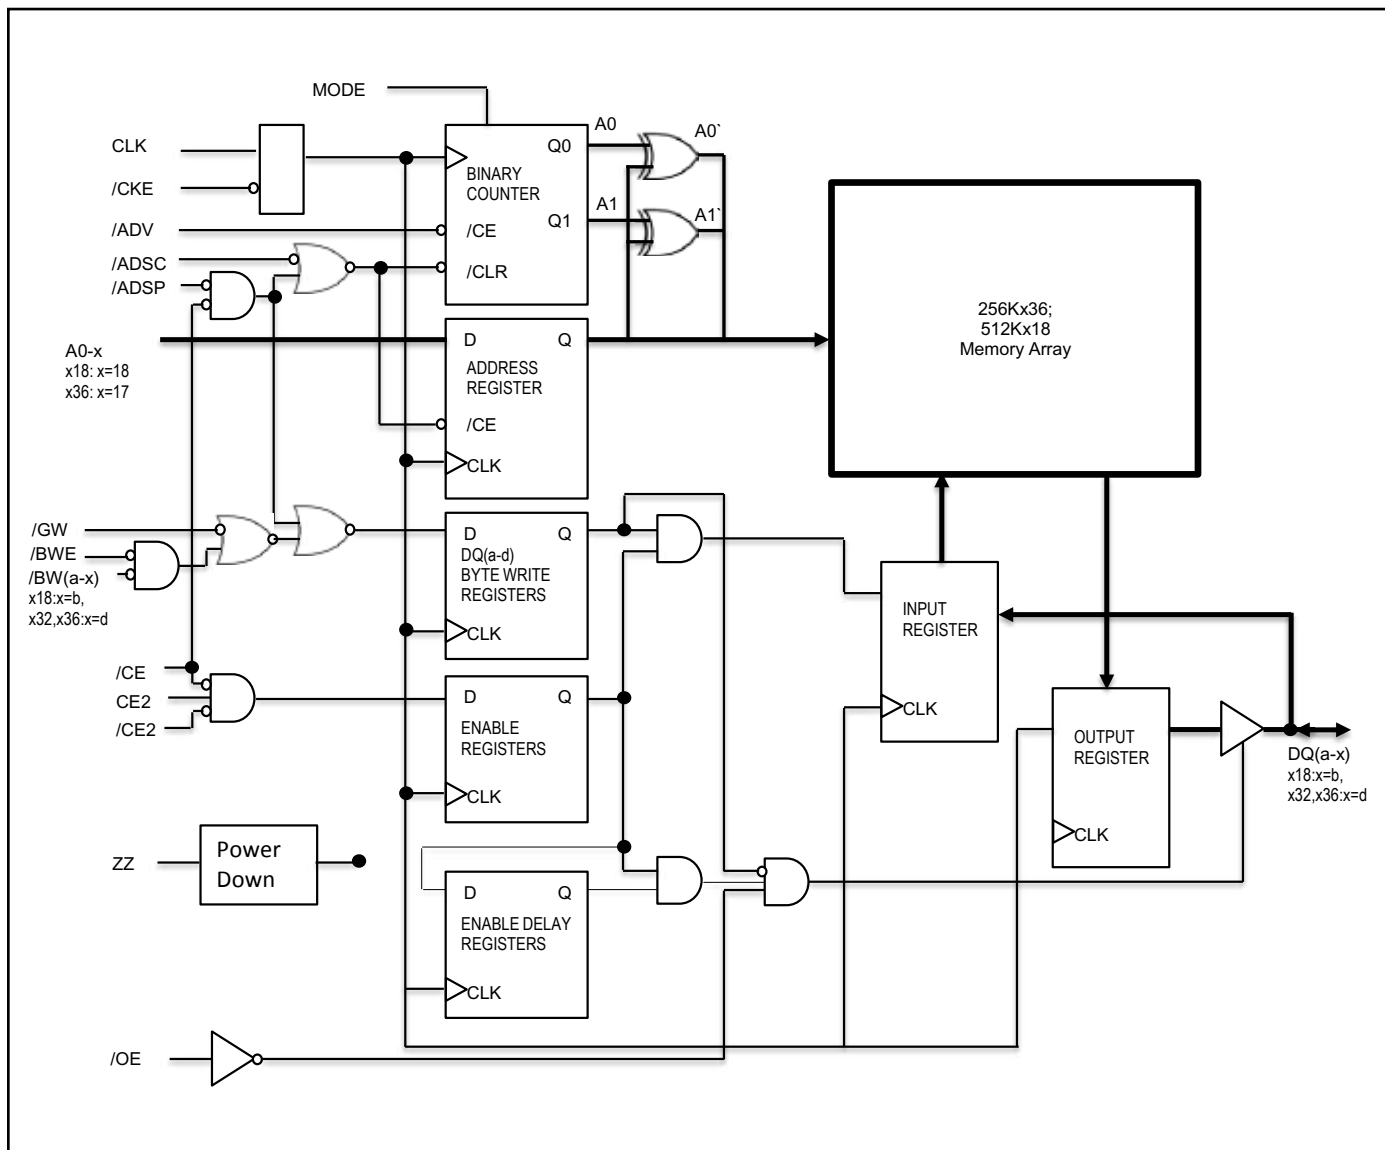 MODE
CLK
/CKE
/ADV
/ADSC
/ADSP
A0-x
x18: x=18
x36: x=17
/GW
/BWE
/BW(a-x)
x18:x=b,
x32,x36:x=d
/CE
CE2
/CE2
ZZ
Power
Down
/OE
Q0
BINARY
COUNTER
Q1
/CE
/CLR
A0
A0`
A1
A1`
D
Q
ADDRESS
REGISTER
/CE
CLK
D
Q
DQ(a-d)
BYTE WRITE
REGISTERS
CLK
D
Q
ENABLE
REGISTERS
CLK
D
Q
ENABLE DELAY
REGISTERS
CLK
256Kx36;
512Kx18
Memory Array
INPUT
REGISTER
CLK
OUTPUT
REGISTER
CLK
DQ(a-x)
x18:x=b,
x32,x36:x=d